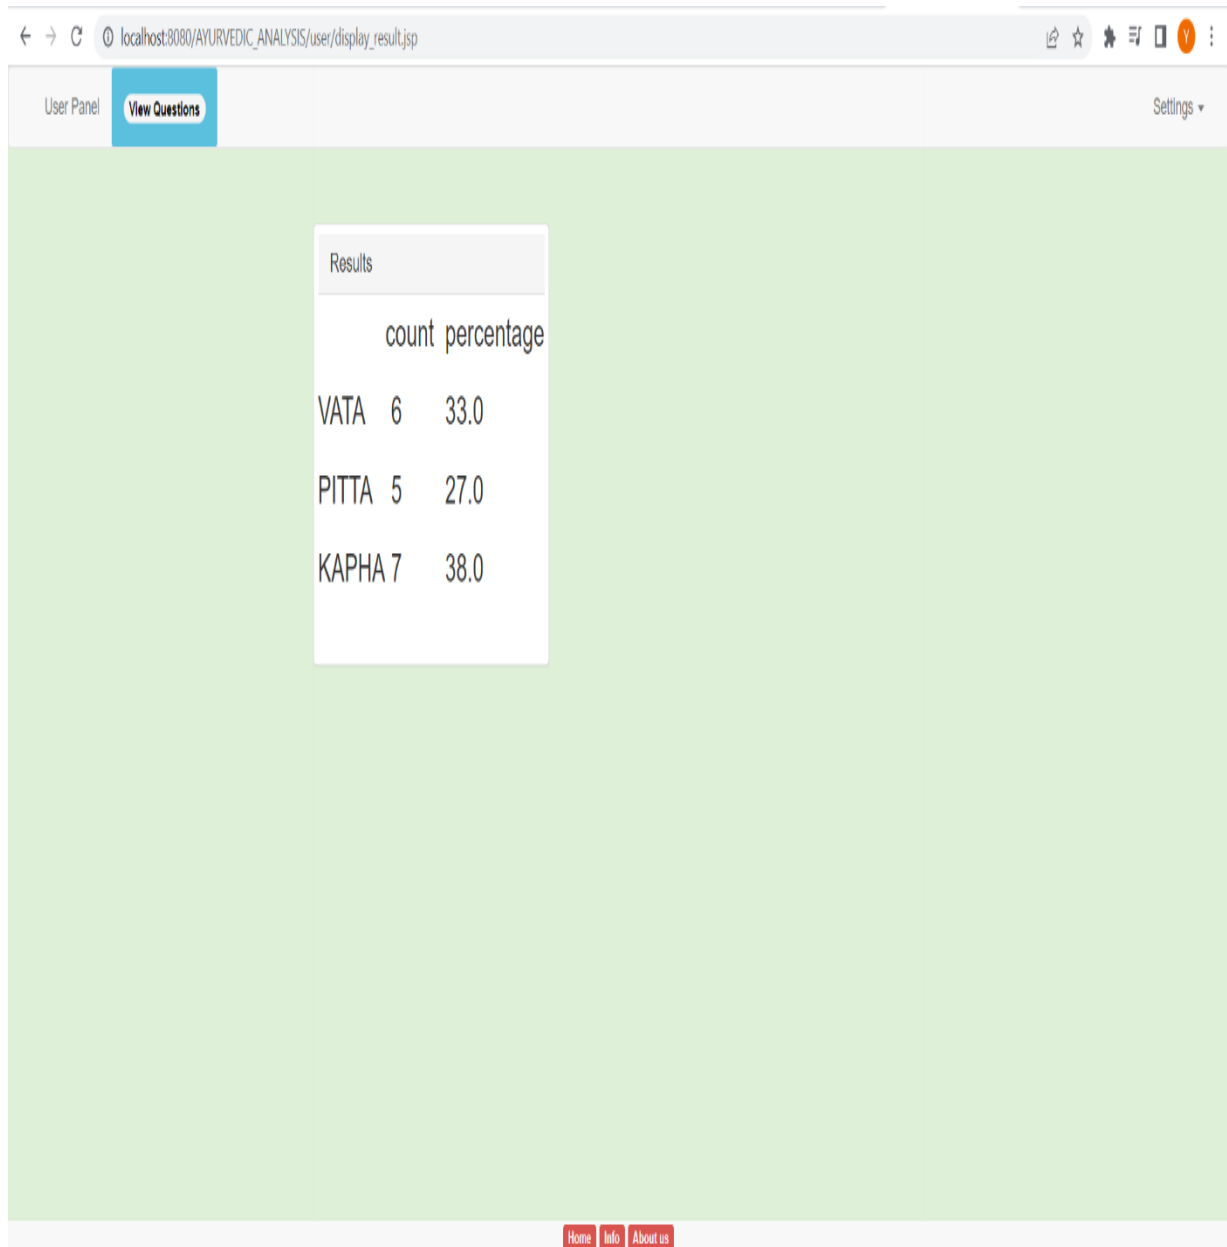 localhost:8080/AYURVEDIC_ANALYSIS/user/display_result.jsp
Y
User Panel View Questions Settings
Results
count percentage
VATA 6 33.0
PITTA 5 27.0
KAPHA 7 38.0
Home Info About us